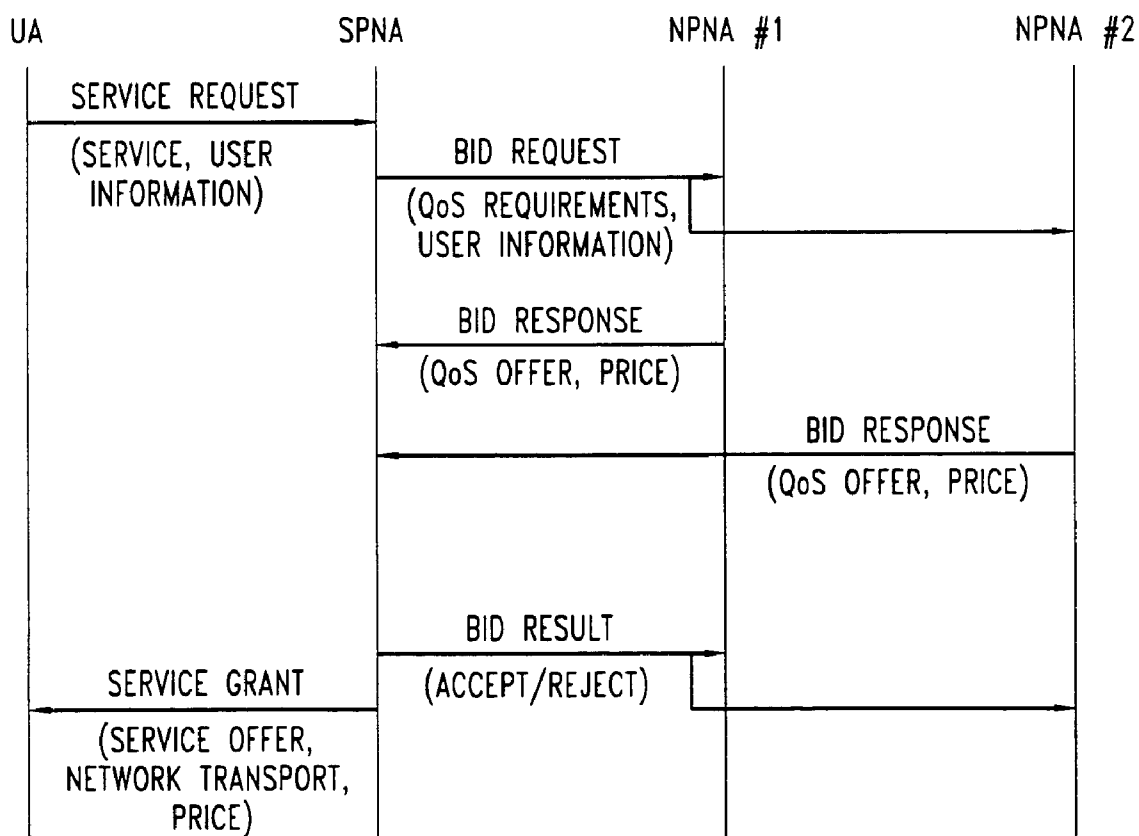 UA SPNA NPNA #1 NPNA #2
SERVICE REQUEST
(SERVICE, USER
INFORMATION)
BID REQUEST
(QoS REQUIREMENTS,
USER INFORMATION)
BID RESPONSE
(QoS OFFER, PRICE)
BID RESPONSE
(QoS OFFER, PRICE)
BID RESULT
(ACCEPT/REJECT)
SERVICE GRANT
(SERVICE OFFER,
NETWORK TRANSPORT,
PRICE)